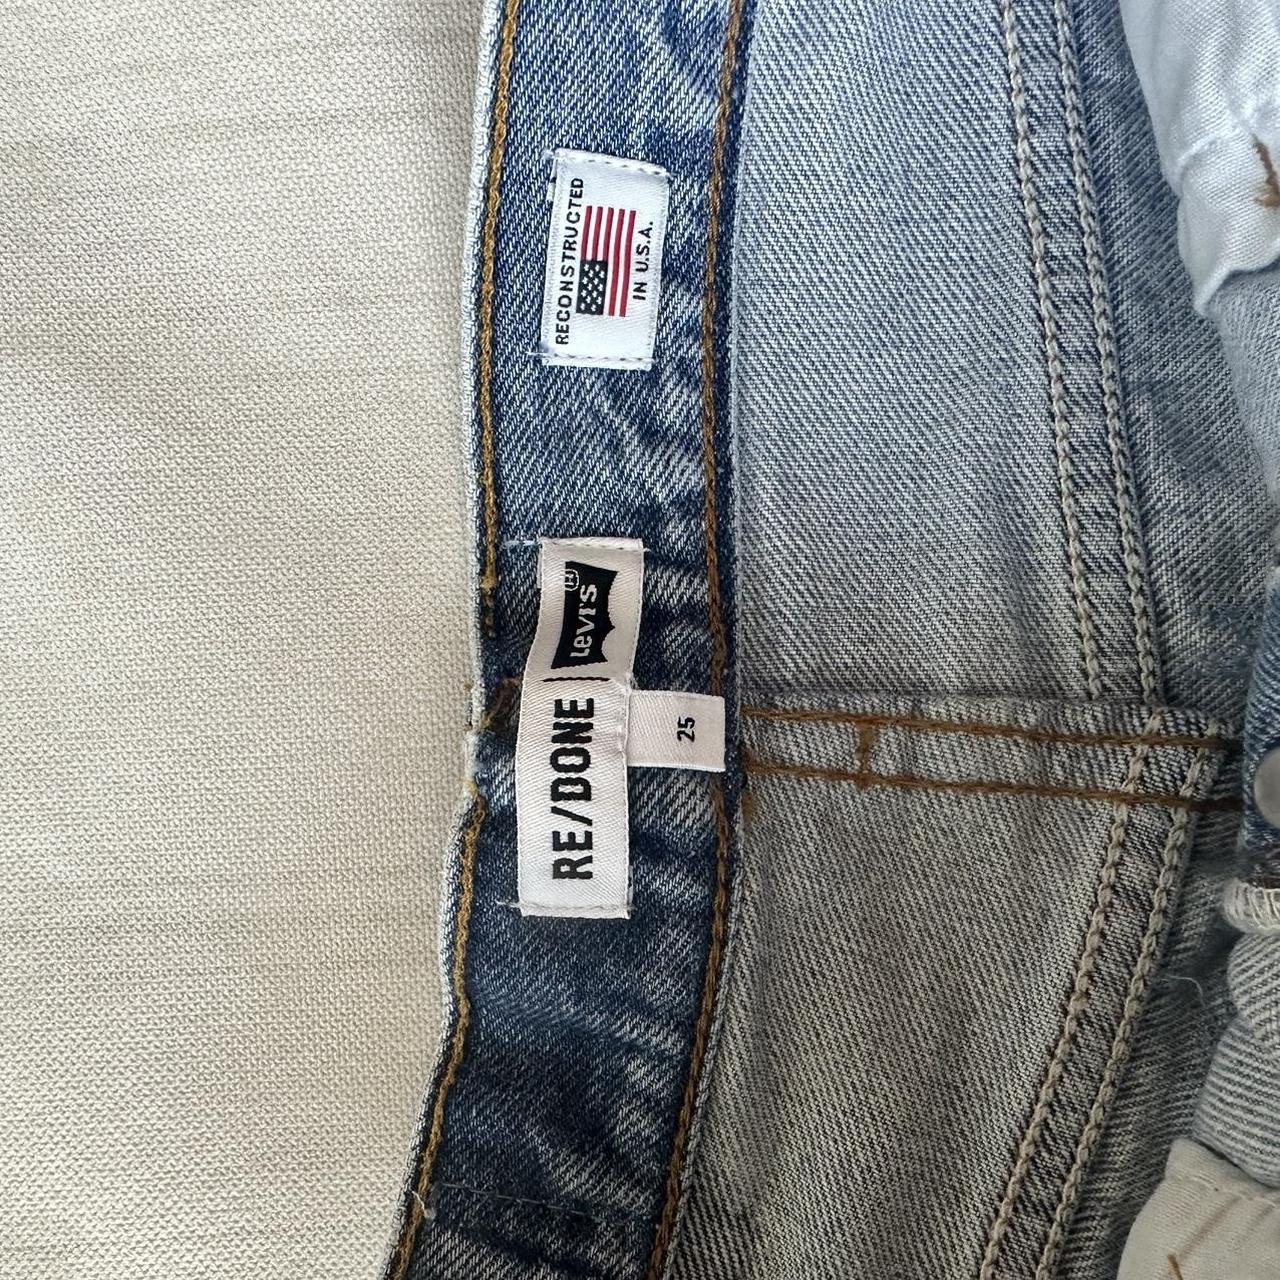 RECONSTRUCTED
IN U.S.A.
RE/DONE | LEVI'S ®
25